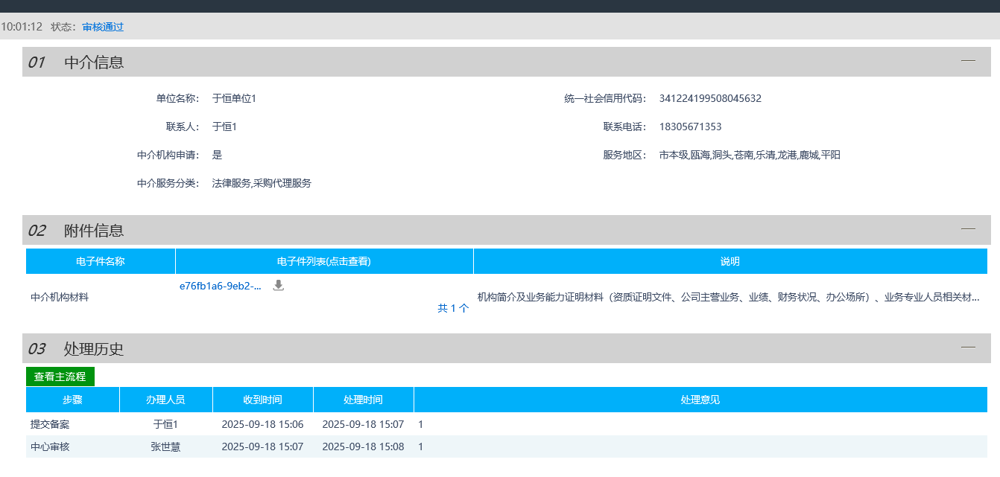 10:01:12 状态： 审核通过
01 中介信息
单位名称： 于恒单位1 统一社会信用代码： 341224199508045632
联系人： 于恒1 联系电话： 18305671353
中介机构申请： 是 服务地区： 市本级,瓯海,洞头,苍南,乐清,龙港,鹿城,平阳
中介服务分类： 法律服务,采购代理服务
02 附件信息
电子件名称 电子件列表(点击查看) 说明
中介机构材料 e76fb1a6-9eb2-... 共 1 个 机构简介及业务能力证明材料（资质证明文件、公司主营业务、业绩、财务状况、办公场所）、业务专业人员相关材...
03 处理历史
查看主流程
步骤 办理人员 收到时间 处理时间 处理意见
提交备案 于恒1 2025-09-18 15:06 2025-09-18 15:07 1
中心审核 张世慧 2025-09-18 15:07 2025-09-18 15:08 1